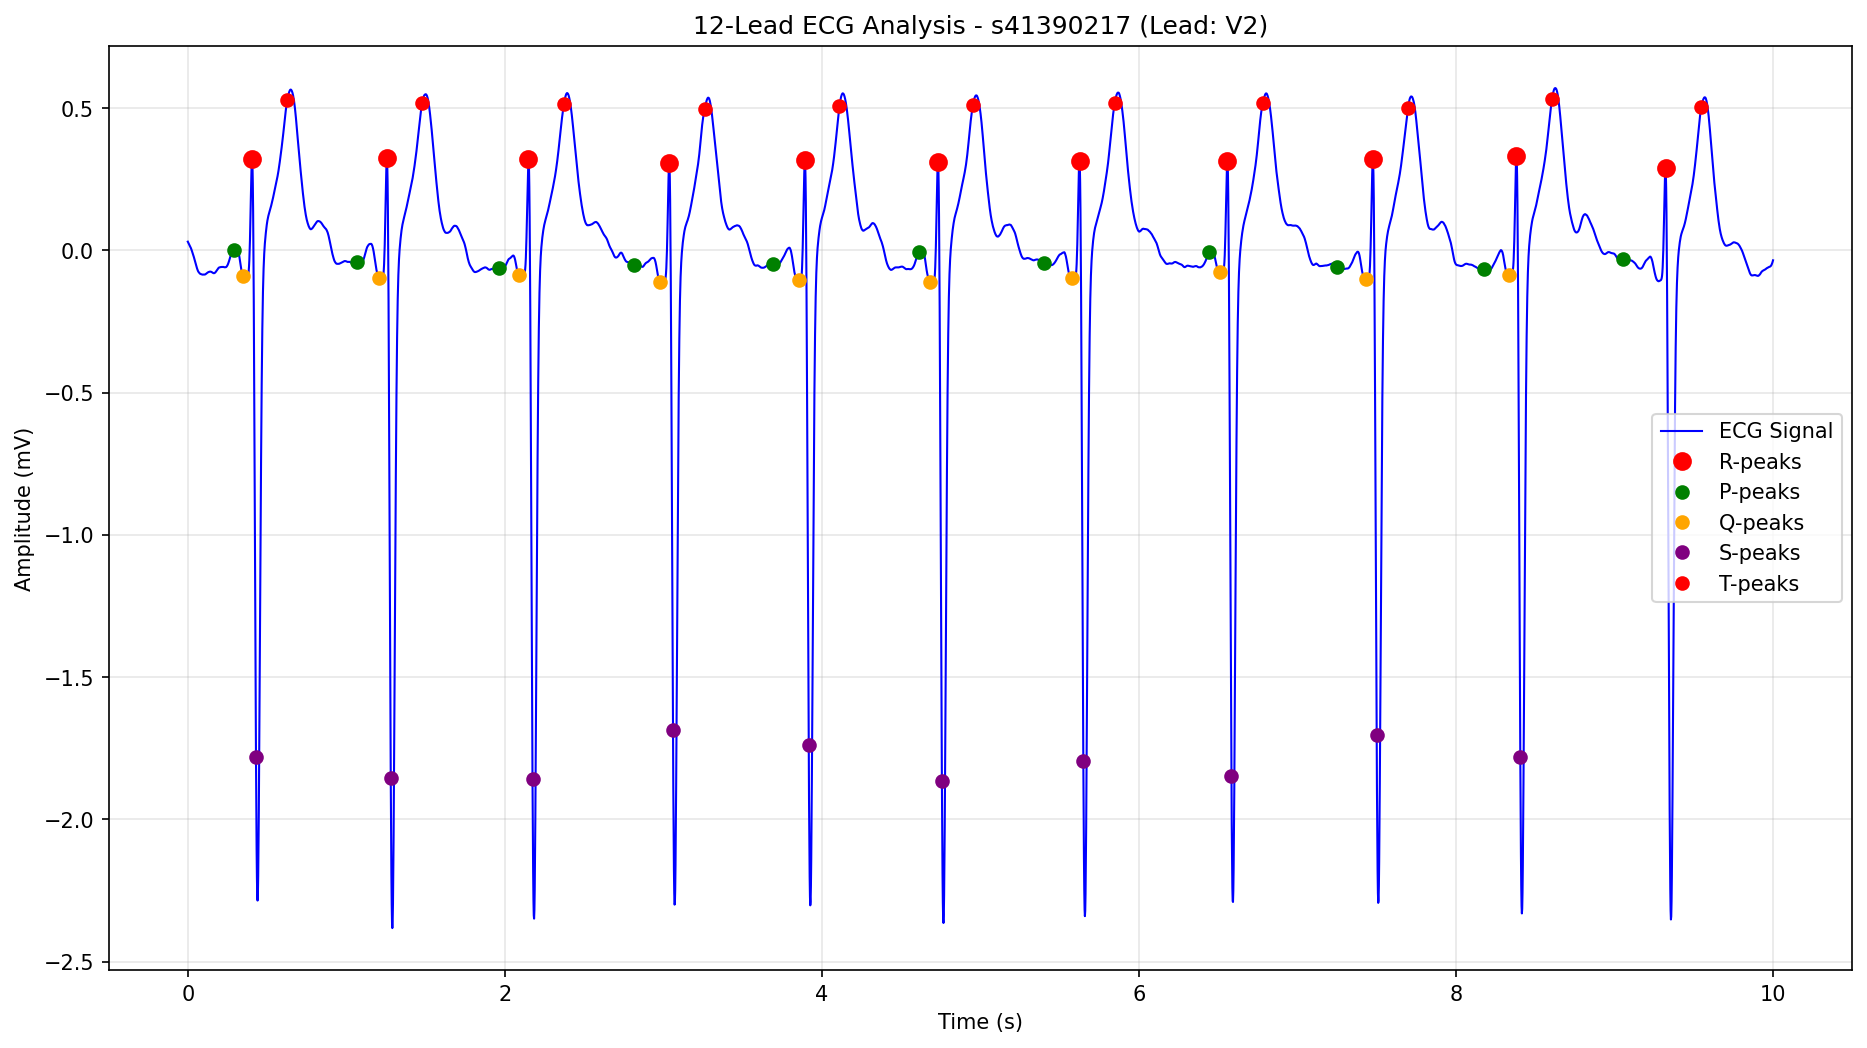 12-Lead ECG Analysis - s41390217 (Lead: V2)
0.5
0.0
−0.5
−1.0
−1.5
−2.0
−2.5
Amplitude (mV)
ECG Signal
R-peaks
P-peaks
Q-peaks
S-peaks
T-peaks
0 2 4 6 8 10
Time (s)